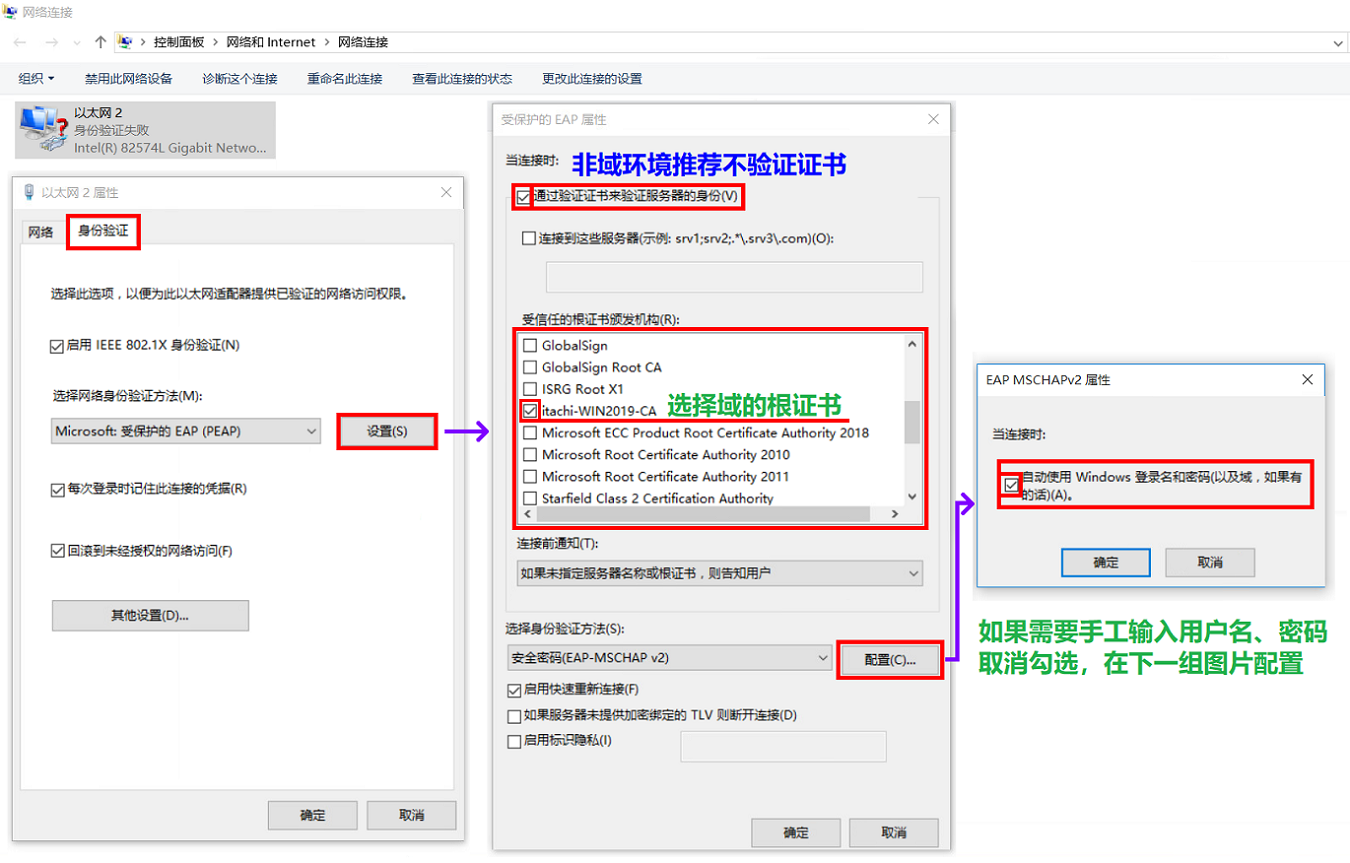 网络连接
控制面板 › 网络和 Internet › 网络连接
组织 禁用此网络设备 诊断这个连接 重命名此连接 查看此连接的状态 更改此连接的设置
以太网 2
身份验证失败
Intel(R) 82574L Gigabit Netwo...
以太网 2 属性
网络 身份验证
选择此选项，以便为此以太网适配器提供已验证的网络访问权限。
启用 IEEE 802.1X 身份验证(N)
选择网络身份验证方法(M):
Microsoft: 受保护的 EAP (PEAP) 设置(S)
每次登录时记住此连接的凭据(R)
回滚到未经授权的网络访问(F)
其他设置(D)...
确定 取消
受保护的 EAP 属性
当连接时: 非域环境推荐不验证证书
通过验证证书来验证服务器的身份(V)
连接到这些服务器(示例: srv1;srv2;.*\.srv3\.com)(O):
受信任的根证书颁发机构(R):
GlobalSign
GlobalSign Root CA
ISRG Root X1
itachi-WIN2019-CA 选择域的根证书
Microsoft ECC Product Root Certificate Authority 2018
Microsoft Root Certificate Authority 2010
Microsoft Root Certificate Authority 2011
Starfield Class 2 Certification Authority
连接前通知(T):
如果未指定服务器名称或根证书，则告知用户
选择身份验证方法(S):
安全密码(EAP-MSCHAP v2) 配置(C)...
启用快速重新连接(F)
如果服务器未提供加密绑定的 TLV 则断开连接(D)
启用标识隐私(I)
确定 取消
EAP MSCHAPv2 属性
当连接时:
自动使用 Windows 登录名和密码(以及域，如果有
的话)(A)。
确定 取消
如果需要手工输入用户名、密码
取消勾选，在下一组图片配置